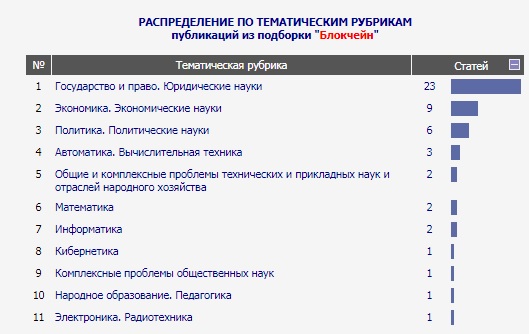 РАСПРЕДЕЛЕНИЕ ПО ТЕМАТИЧЕСКИМ РУБРИКАМ
публикаций из подборки "Блокчейн"
№ Тематическая рубрика Статей
1 Государство и право. Юридические науки 23
2 Экономика. Экономические науки 9
3 Политика. Политические науки 6
4 Автоматика. Вычислительная техника 3
5 Общие и комплексные проблемы технических и прикладных наук и 2
отраслей народного хозяйства
6 Математика 2
7 Информатика 2
8 Кибернетика 1
9 Комплексные проблемы общественных наук 1
10 Народное образование. Педагогика 1
11 Электроника. Радиотехника 1